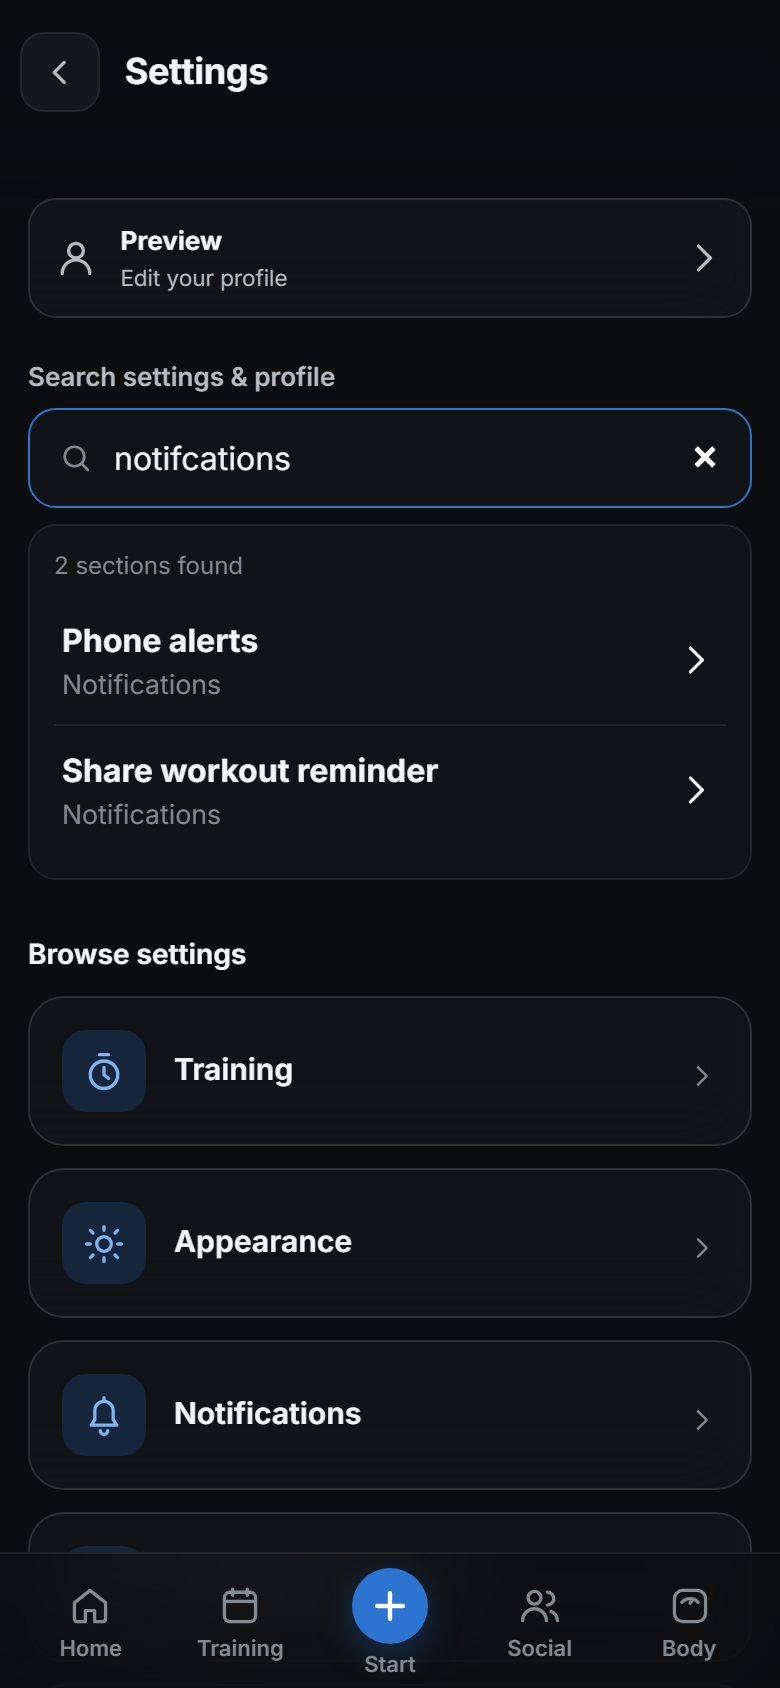 Settings
Preview
Edit your profile
Search settings & profile
notifcations
2 sections found
Phone alerts
Notifications
Share workout reminder
Notifications
Browse settings
Training
Appearance
Notifications
Home
Training
Start
Social
Body